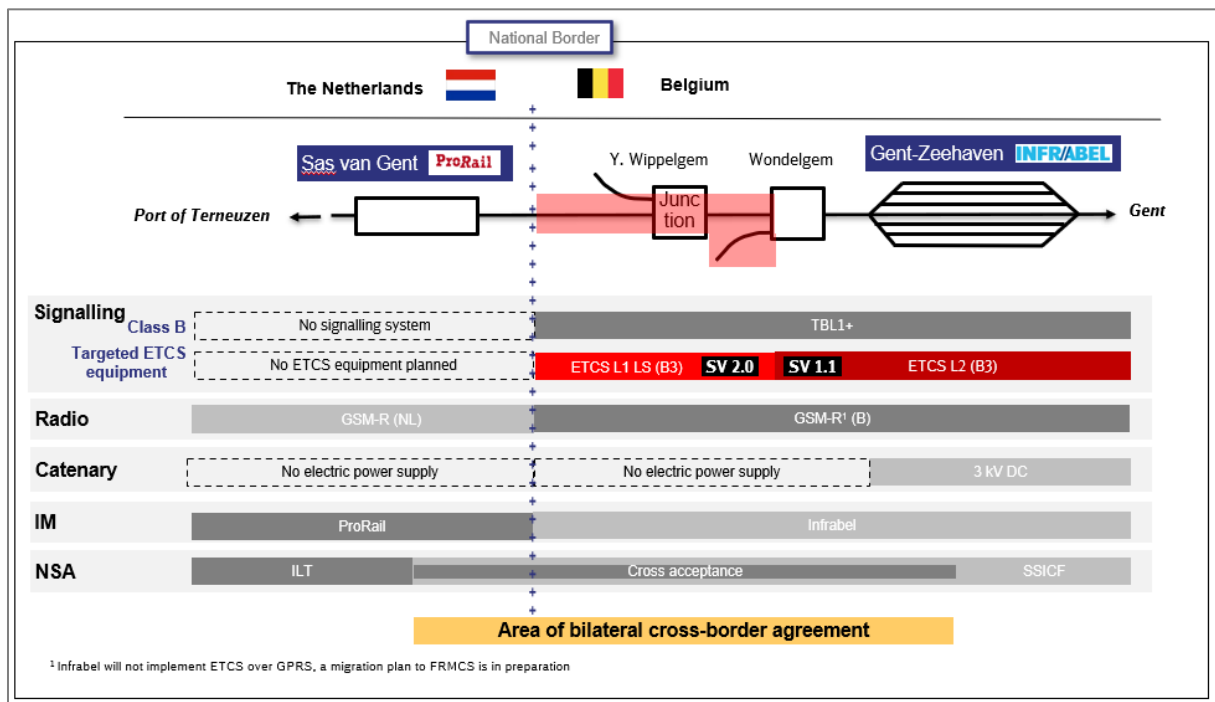 National Border
The Netherlands
Belgium
Sas van Gent ProRail
Y. Wippelgem
Wondelgem
Gent-Zeehaven INFRABEL
Port of Terneuzen
Junc
tion
Gent
Signalling
Class B
No signalling system
TBL1+
Targeted ETCS
equipment
No ETCS equipment planned
ETCS L1 LS (B3) SV 2.0 SV 1.1 ETCS L2 (B3)
Radio
GSM-R (NL)
GSM-R¹ (B)
Catenary
No electric power supply
No electric power supply
3 kV DC
IM
ProRail
Infrabel
NSA
ILT
Cross acceptance
SSICF
Area of bilateral cross-border agreement
¹ Infrabel will not implement ETCS over GPRS, a migration plan to FRMCS is in preparation